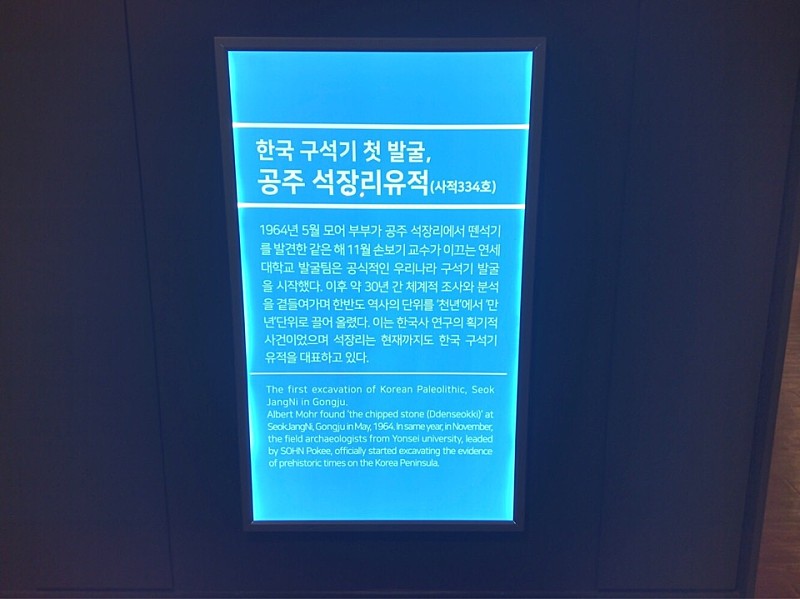 한국 구석기 첫 발굴,
공주 석장리유적(사적334호)
1964년 5월 모어 부부가 공주 석장리에서 뗀석기
를 발견한 같은 해 11월 손보기 교수가 이끄는 연세
대학교 발굴팀은 공식적인 우리나라 구석기 발굴
을 시작했다. 이후 약 30년 간 체계적 조사와 분석
을 곁들여가며 한반도 역사의 단위를 '천년'에서 '만
년'단위로 끌어 올렸다. 이는 한국사 연구의 획기적
사건이었으며 석장리는 현재까지도 한국 구석기
유적을 대표하고 있다.
The first excavation of Korean Paleolithic, Seok
JangNi in Gongju.
Albert Mohr found 'the chipped stone (Ddenseokki)' at
SeokJangNi, Gongju in May, 1964. In same year, in November,
the field archaeologists from Yonsei university, leaded
by SOHN Pokee, officially started excavating the evidence
of prehistoric times on the Korea Peninsula.